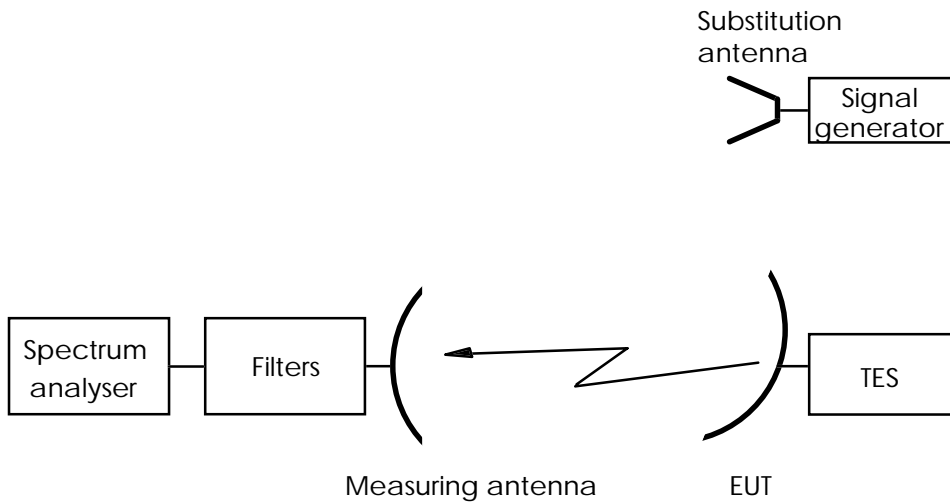 Substitution
antenna
Signal
generator
Spectrum
analyser
Filters
TES
Measuring antenna
EUT